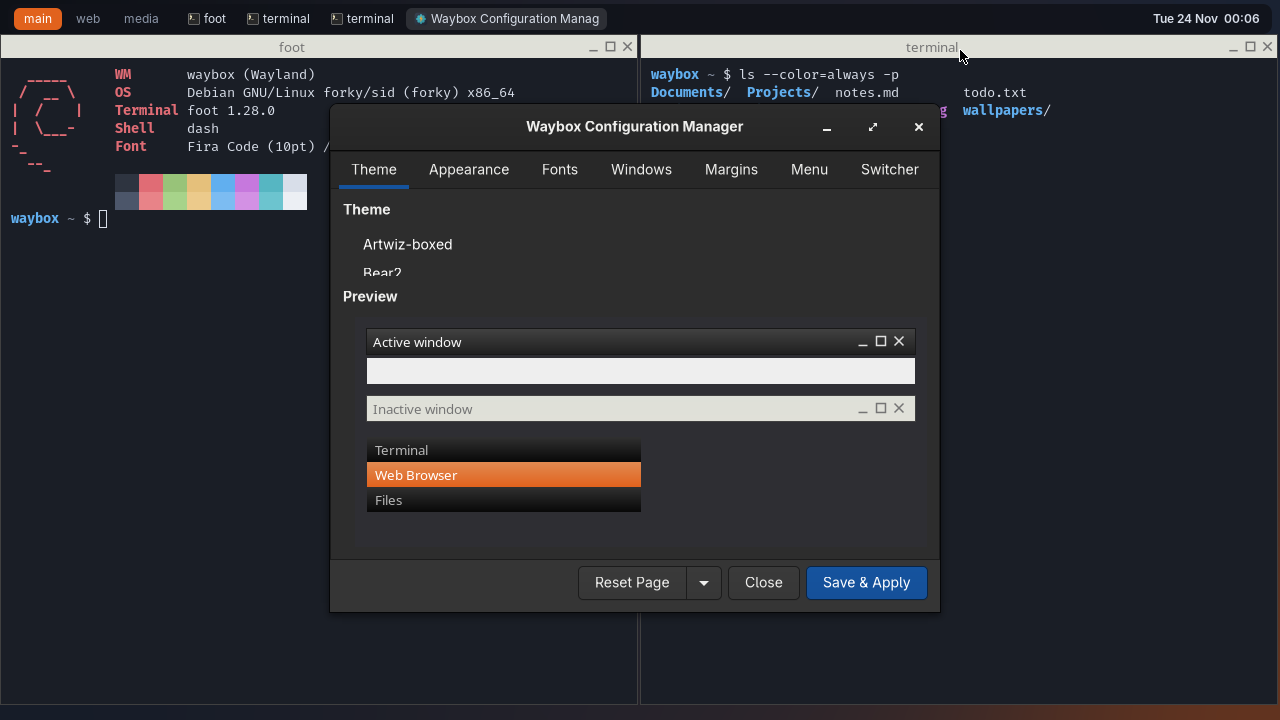 main web media foot terminal terminal Waybox Configuration Manag Tue 24 Nov 00:06
foot
WM waybox (Wayland)
OS Debian GNU/Linux forky/sid (forky) x86_64
Terminal foot 1.28.0
Shell dash
Font Fira Code (10pt) /
waybox ~ $
terminal
waybox ~ $ ls --color=always -p
Documents/ Projects/ notes.md todo.txt
g wallpapers/
Waybox Configuration Manager
Theme Appearance Fonts Windows Margins Menu Switcher
Theme
Artwiz-boxed
Bear2
Preview
Active window
Inactive window
Terminal
Web Browser
Files
Reset Page Close Save & Apply